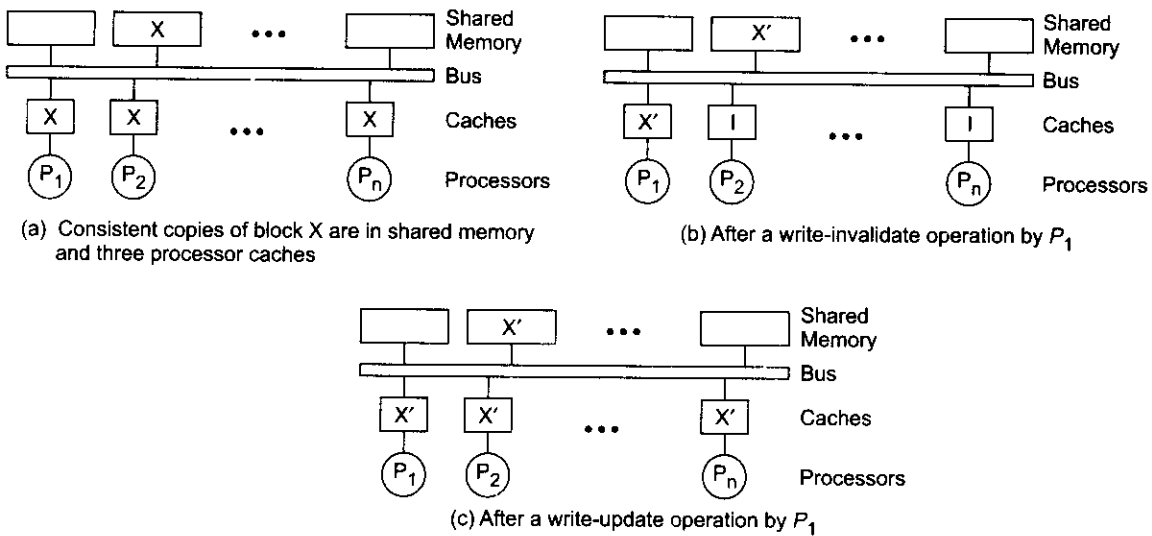 X ••• Shared
Memory
Bus
X X ••• X Caches
P1 P2 Pn Processors
(a) Consistent copies of block X are in shared memory
and three processor caches
X′ ••• Shared
Memory
Bus
X′ I ••• I Caches
P1 P2 Pn Processors
(b) After a write-invalidate operation by P1
X′ ••• Shared
Memory
Bus
X′ X′ ••• X′ Caches
P1 P2 Pn Processors
(c) After a write-update operation by P1